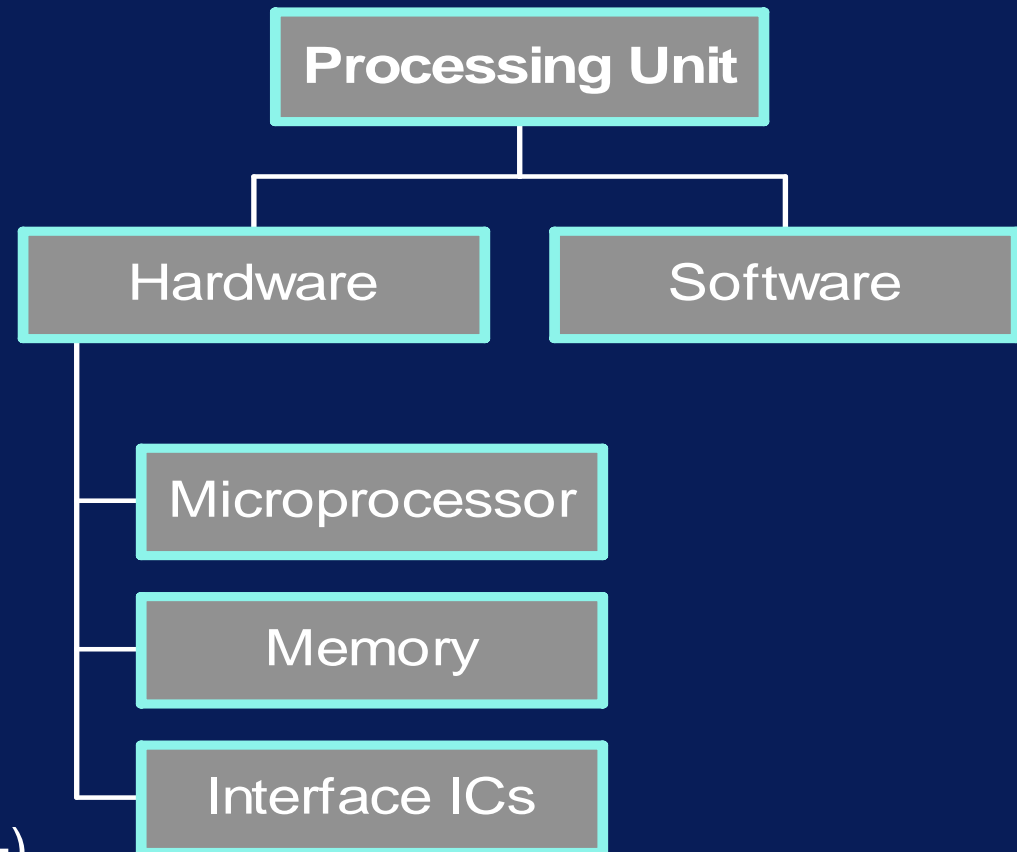 Processing Unit
Hardware
Software
Microprocessor
Memory
Interface ICs